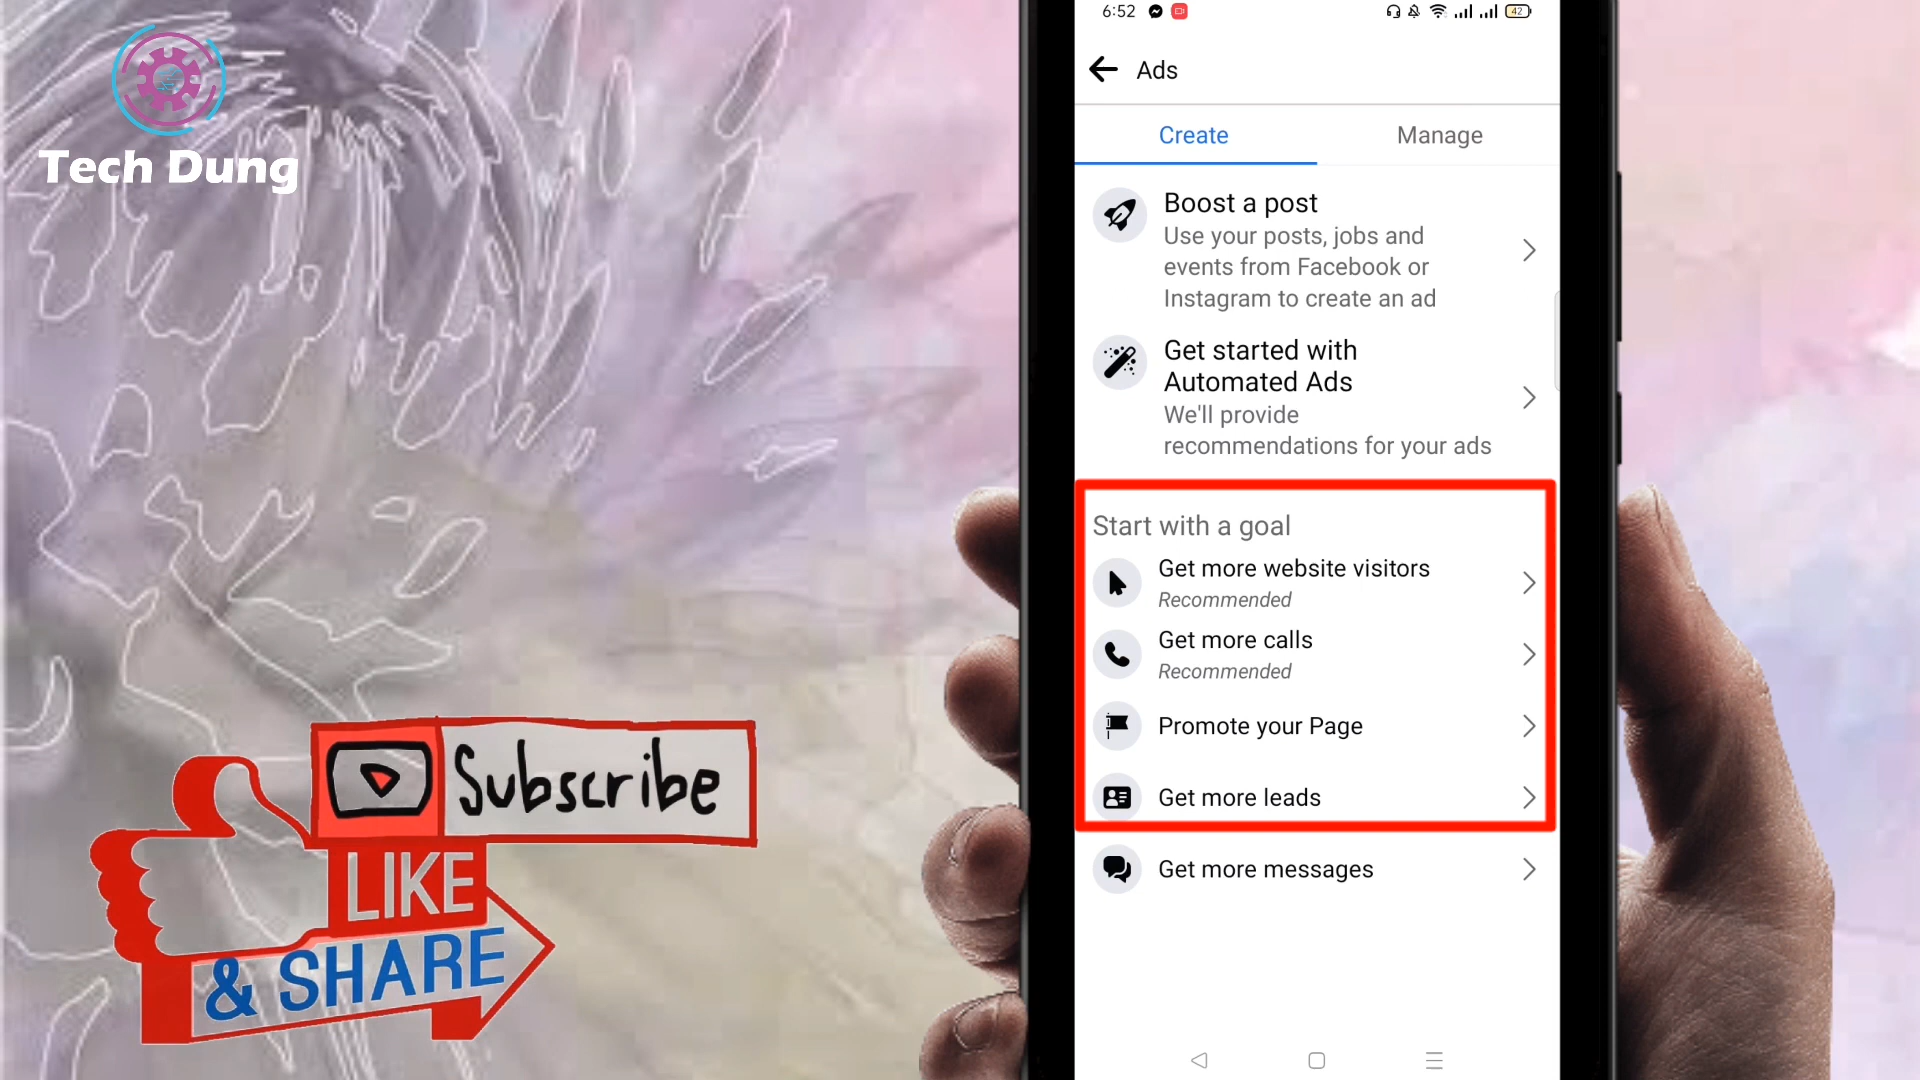 Tech Dung
Subscribe
LIKE
& SHARE
6:52
42
Ads
Create
Manage
Boost a post
Use your posts, jobs and
events from Facebook or
Instagram to create an ad
Get started with
Automated Ads
We'll provide
recommendations for your ads
Start with a goal
Get more website visitors
Recommended
Get more calls
Recommended
Promote your Page
Get more leads
Get more messages